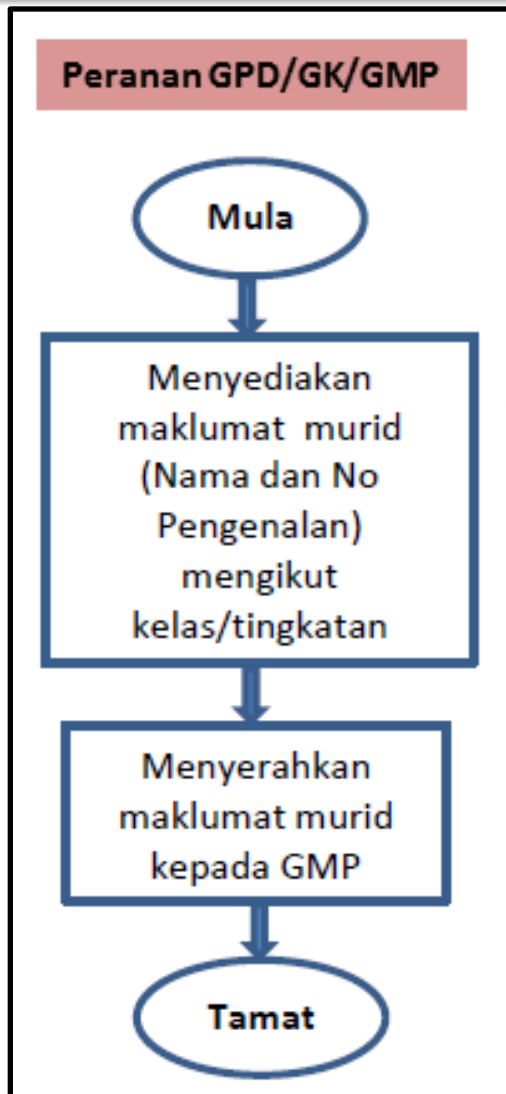 Peranan GPD/GK/GMP
Mula
Menyediakan
maklumat murid
(Nama dan No
Pengenalan)
mengikut
kelas/tingkatan
Menyerahkan
maklumat murid
kepada GMP
Tamat